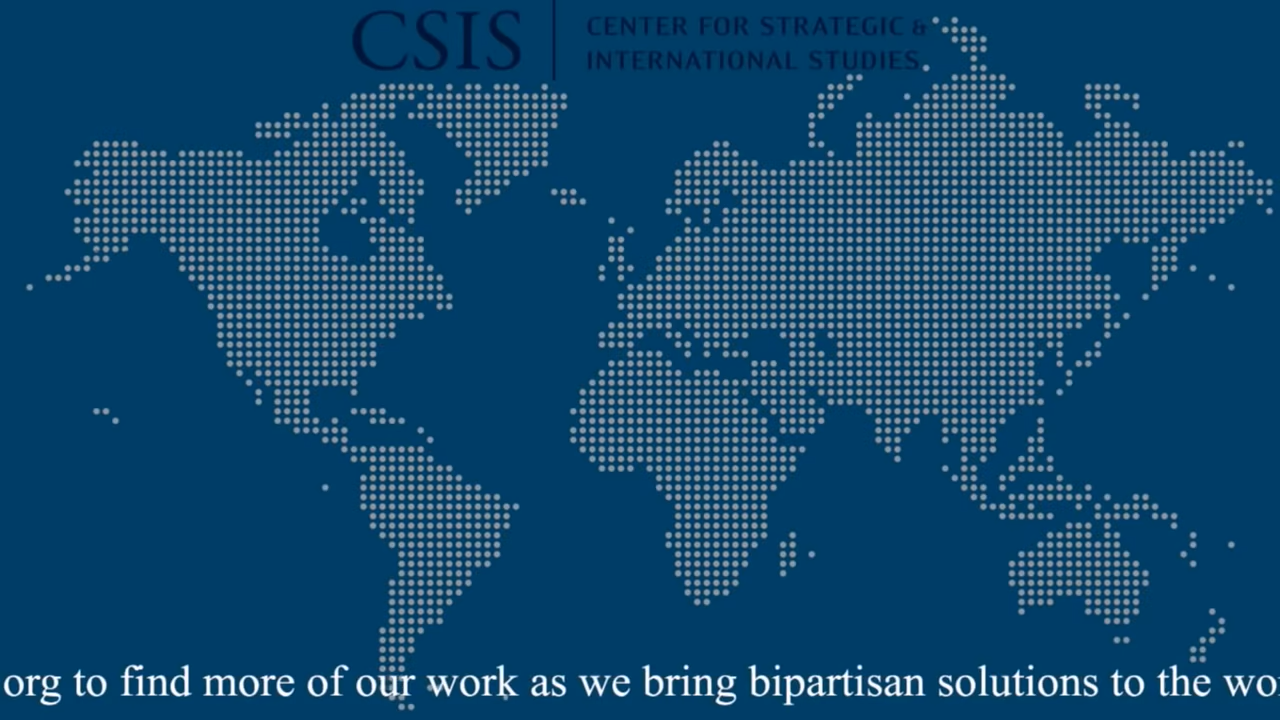 CSIS
CENTER FOR STRATEGIC &
INTERNATIONAL STUDIES
org to find more of our work as we bring bipartisan solutions to the